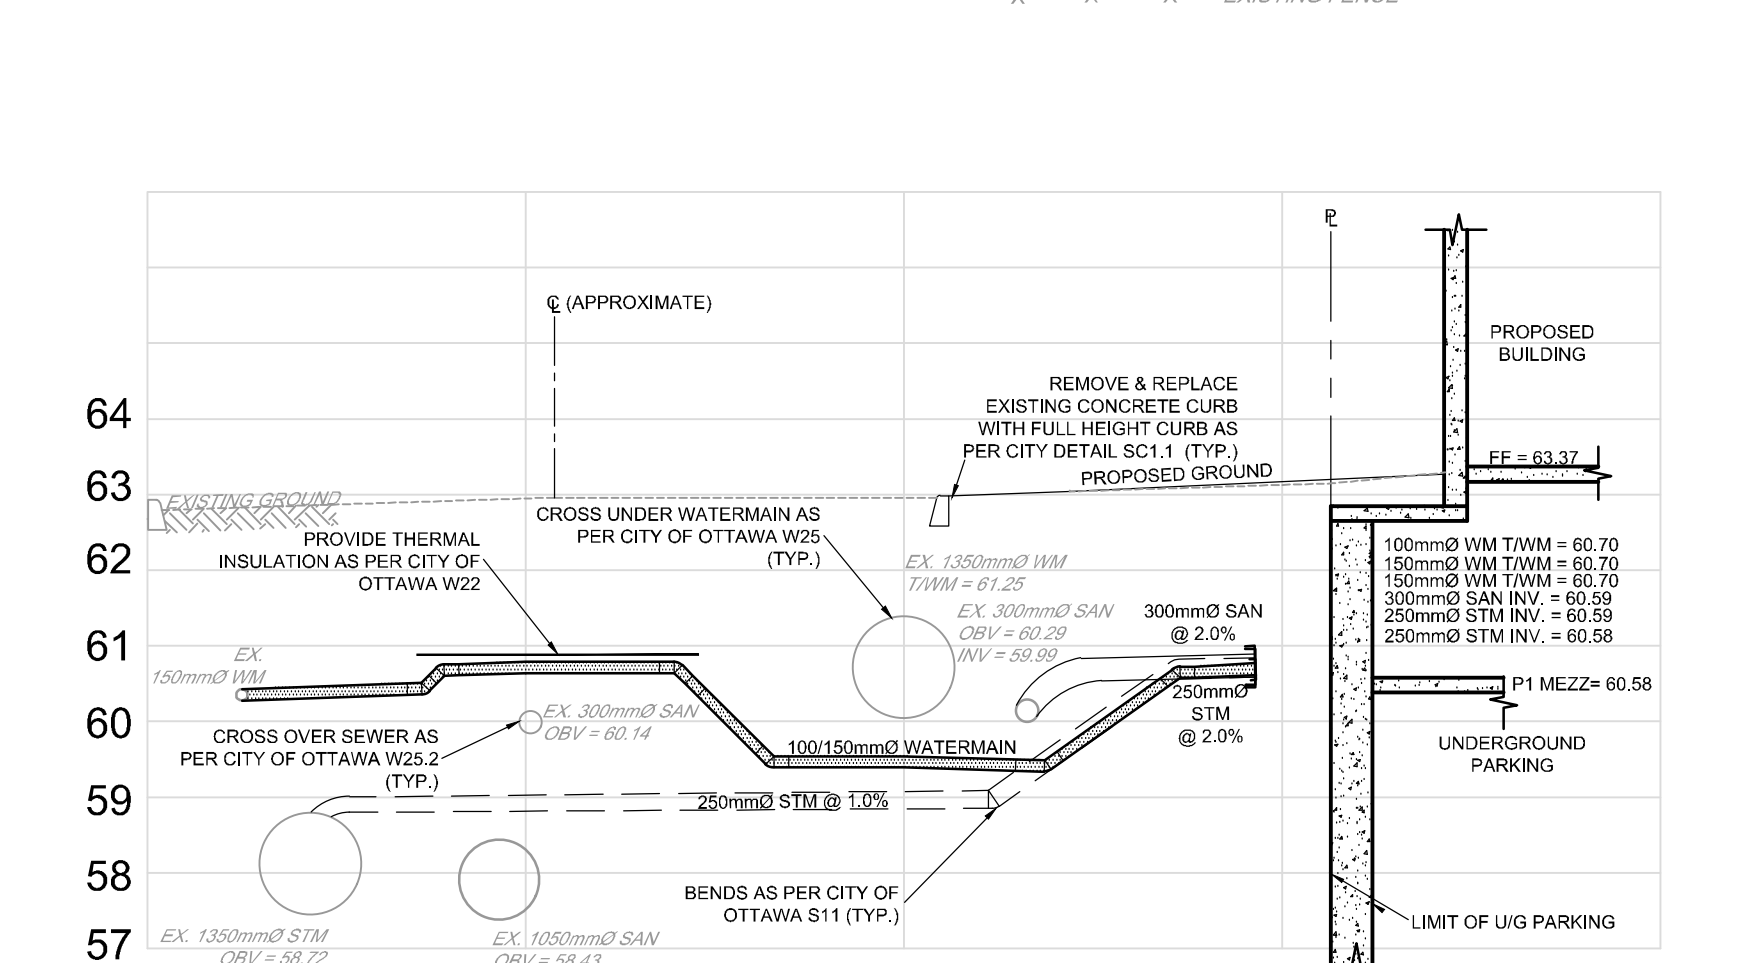 EXISTING FENCE
℄ (APPROXIMATE)
PROPOSED
BUILDING
REMOVE & REPLACE
EXISTING CONCRETE CURB
WITH FULL HEIGHT CURB AS
PER CITY DETAIL SC1.1 (TYP.)
64
FF = 63.37
PROPOSED GROUND
63
EXISTING GROUND
CROSS UNDER WATERMAIN AS
PER CITY OF OTTAWA W25
(TYP.)
PROVIDE THERMAL
INSULATION AS PER CITY OF
OTTAWA W22
62
EX. 1350mmØ WM
T/WM = 61.25
100mmØ WM T/WM = 60.70
150mmØ WM T/WM = 60.70
150mmØ WM T/WM = 60.70
300mmØ SAN INV. = 60.59
250mmØ STM INV. = 60.59
250mmØ STM INV. = 60.58
EX. 300mmØ SAN
OBV = 60.29
INV = 59.99
300mmØ SAN
@ 2.0%
61
EX.
150mmØ WM
P1 MEZZ= 60.58
250mmØ
STM
@ 2.0%
60
EX. 300mmØ SAN
OBV = 60.14
CROSS OVER SEWER AS
PER CITY OF OTTAWA W25.2
(TYP.)
100/150mmØ WATERMAIN
UNDERGROUND
PARKING
59
250mmØ STM @ 1.0%
58
BENDS AS PER CITY OF
OTTAWA S11 (TYP.)
LIMIT OF U/G PARKING
57
EX. 1350mmØ STM
OBV = 58.72
EX. 1050mmØ SAN
OBV = 58.43